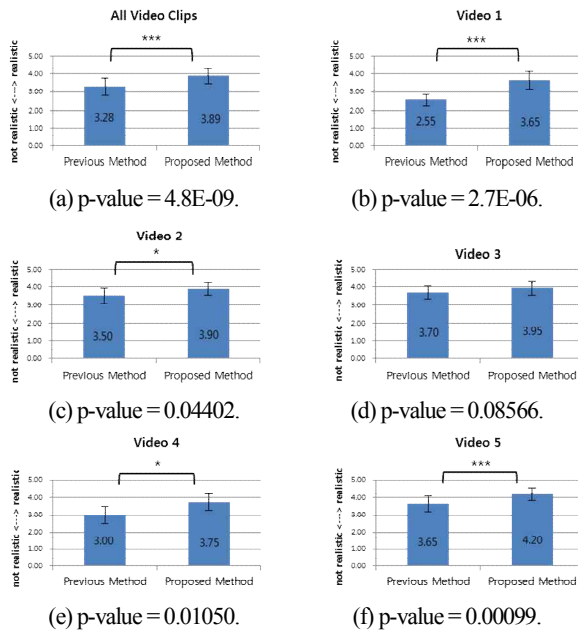 All Video Clips
not realistic <---> realistic
5.00
4.00
3.00
2.00
1.00
0.00
***
3.28
3.89
Previous Method
Proposed Method
(a) p-value = 4.8E-09.
Video 1
not realistic <---> realistic
5.00
4.00
3.00
2.00
1.00
0.00
***
2.55
3.65
Previous Method
Proposed Method
(b) p-value = 2.7E-06.
Video 2
not realistic <---> realistic
5.00
4.00
3.00
2.00
1.00
0.00
*
3.50
3.90
Previous Method
Proposed Method
(c) p-value = 0.04402.
Video 3
not realistic <---> realistic
5.00
4.00
3.00
2.00
1.00
0.00
3.70
3.95
Previous Method
Proposed Method
(d) p-value = 0.08566.
Video 4
not realistic <---> realistic
5.00
4.00
3.00
2.00
1.00
0.00
*
3.00
3.75
Previous Method
Proposed Method
(e) p-value = 0.01050.
Video 5
not realistic <---> realistic
5.00
4.00
3.00
2.00
1.00
0.00
***
3.65
4.20
Previous Method
Proposed Method
(f) p-value = 0.00099.